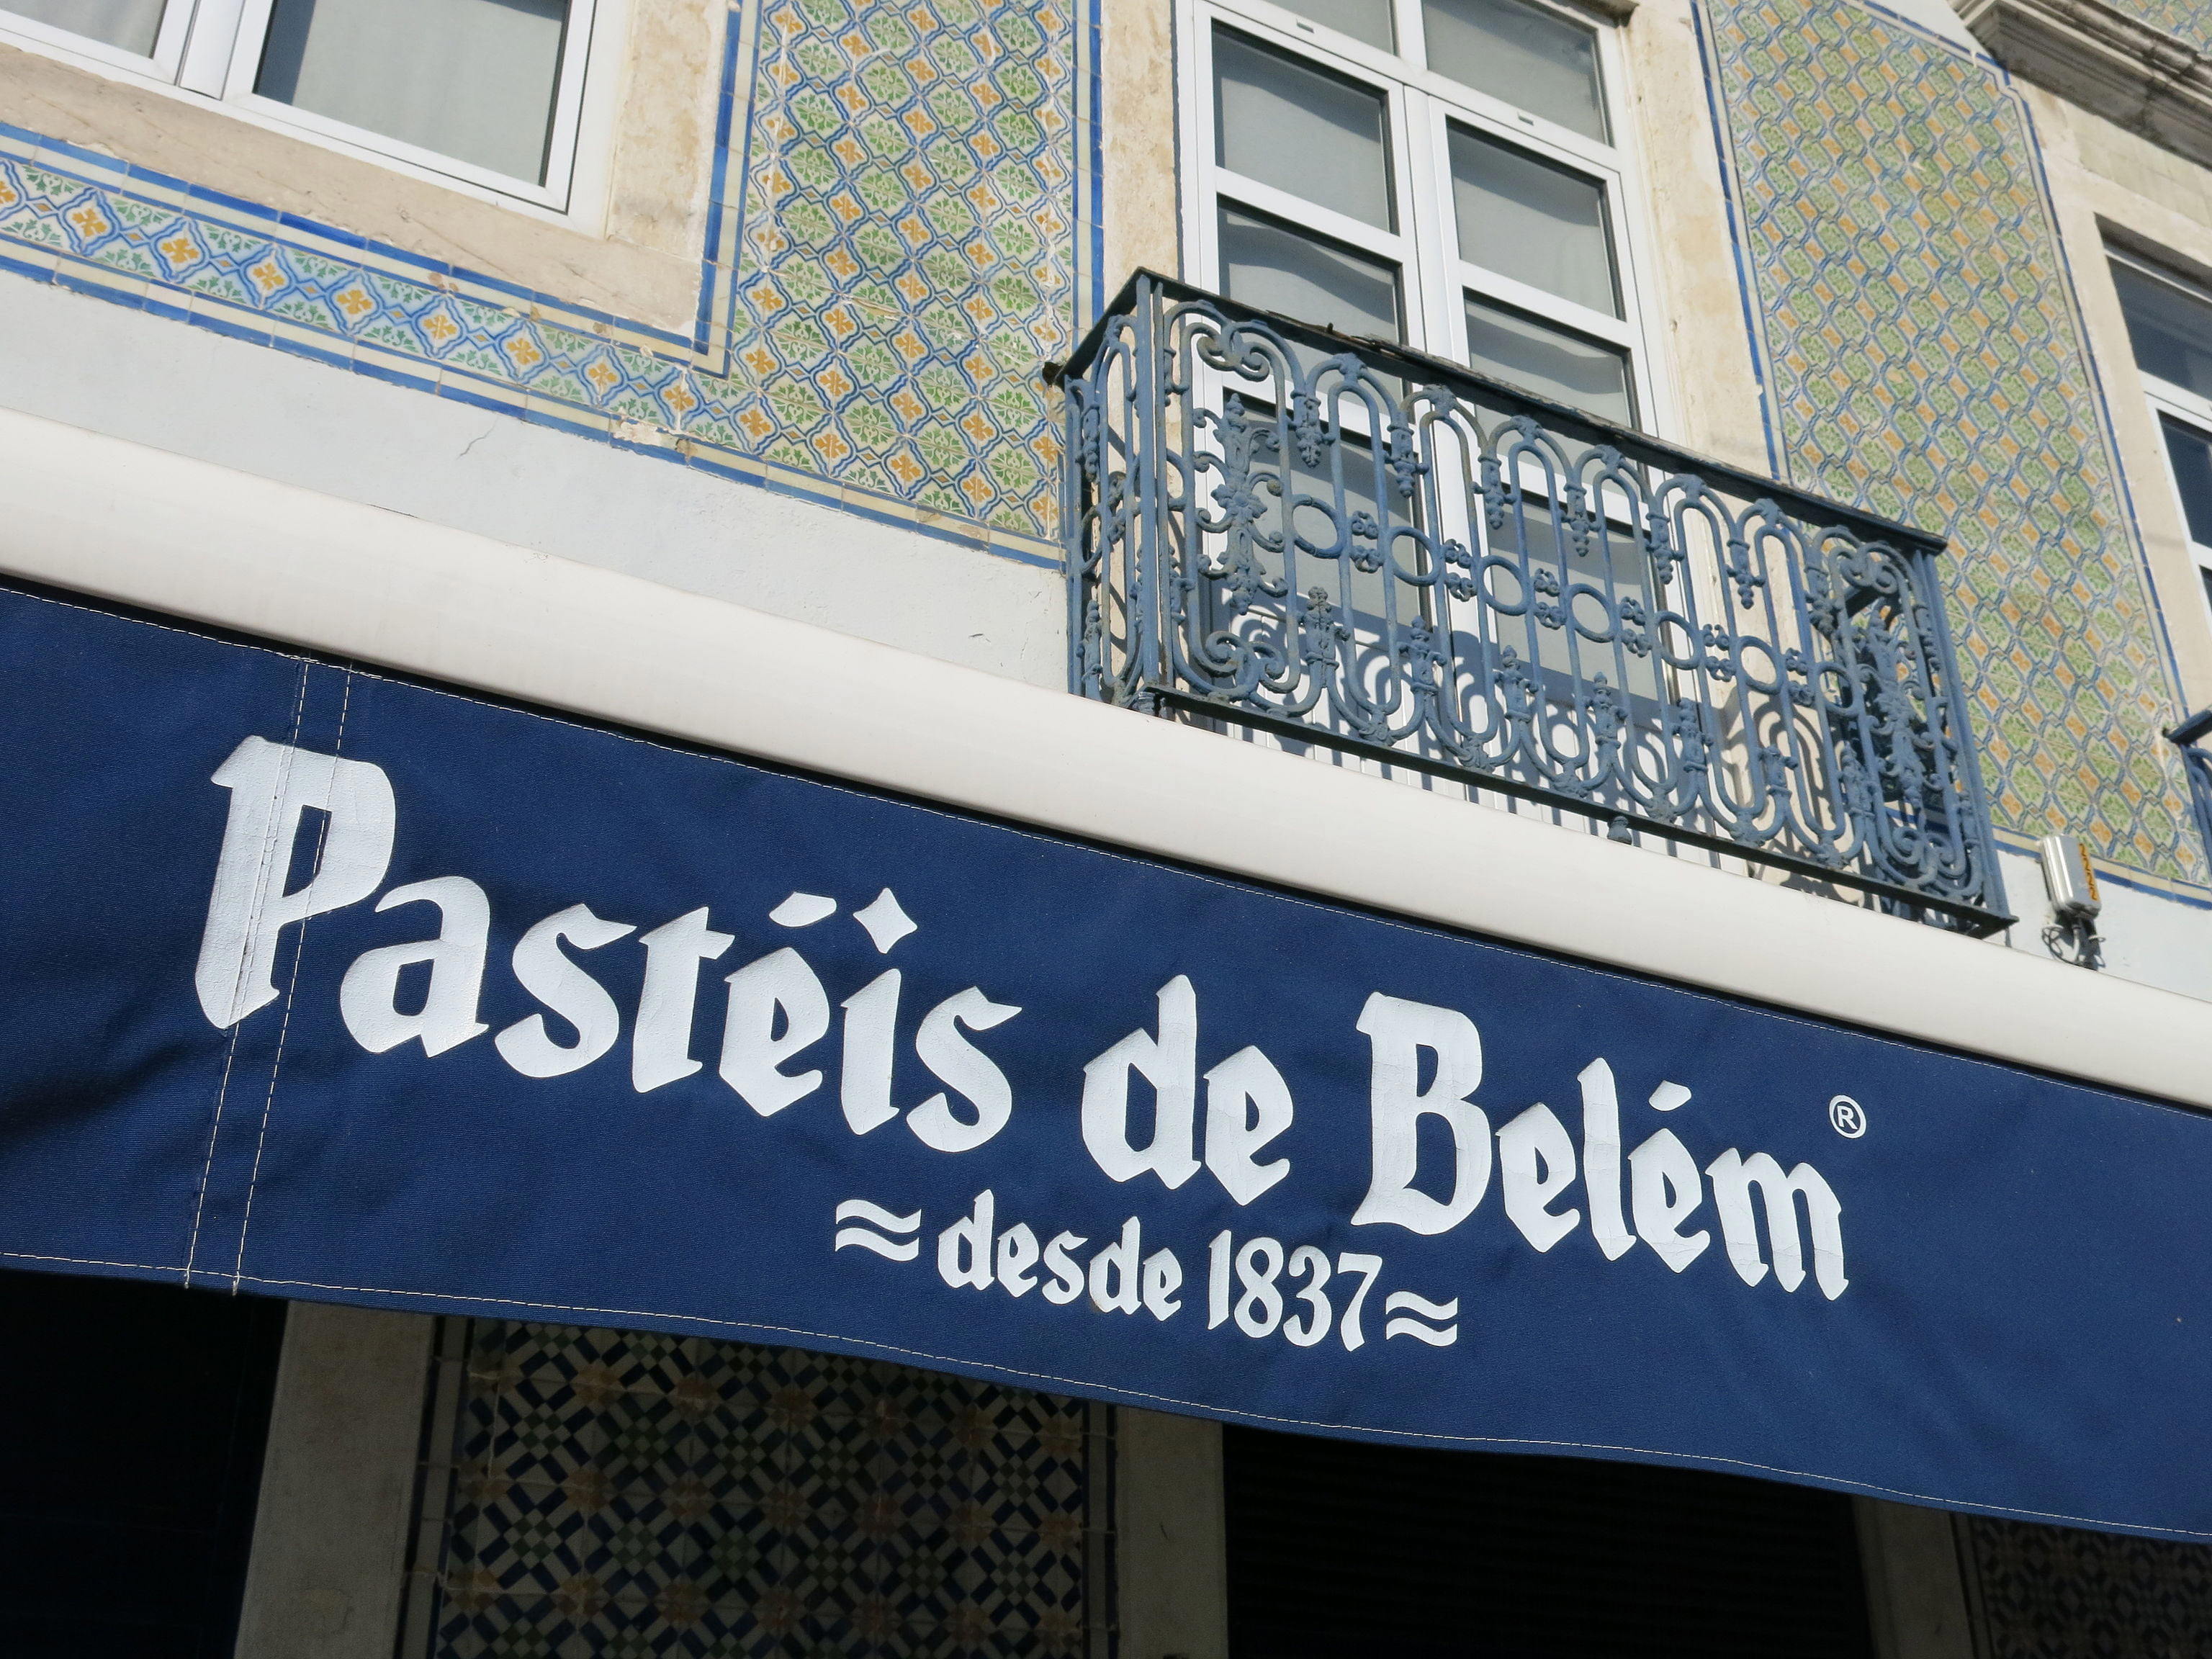 Pastéis de Belém®
≈desde 1837≈